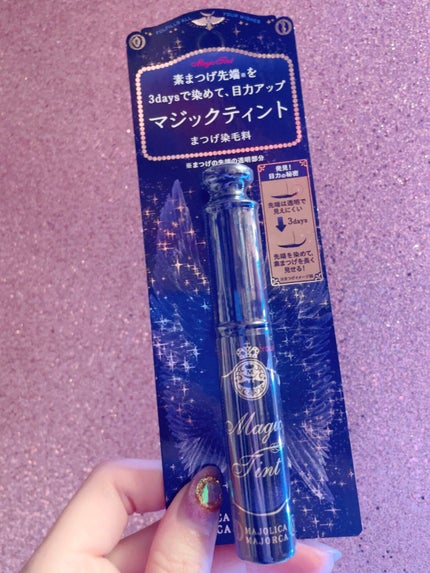 FULFILLS ALL YOUR WISHES
Magic Tint
素まつげ先端※を
3daysで染めて、目力アップ
マジックティント
まつげ染毛料
※まつげの先端の透明部分
発見!
目力の秘密
先端は透明で
見えにくい
3days
先端を染めて、
素まつげを長く
見せる!
Magic
Tint
MAJOLICA
MAJORCA